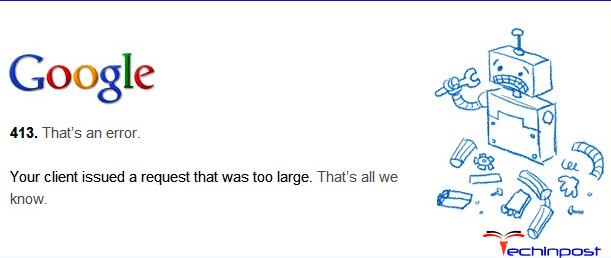 Google
413. That's an error.
Your client issued a request that was too large. That's all we
know.
Techinpost